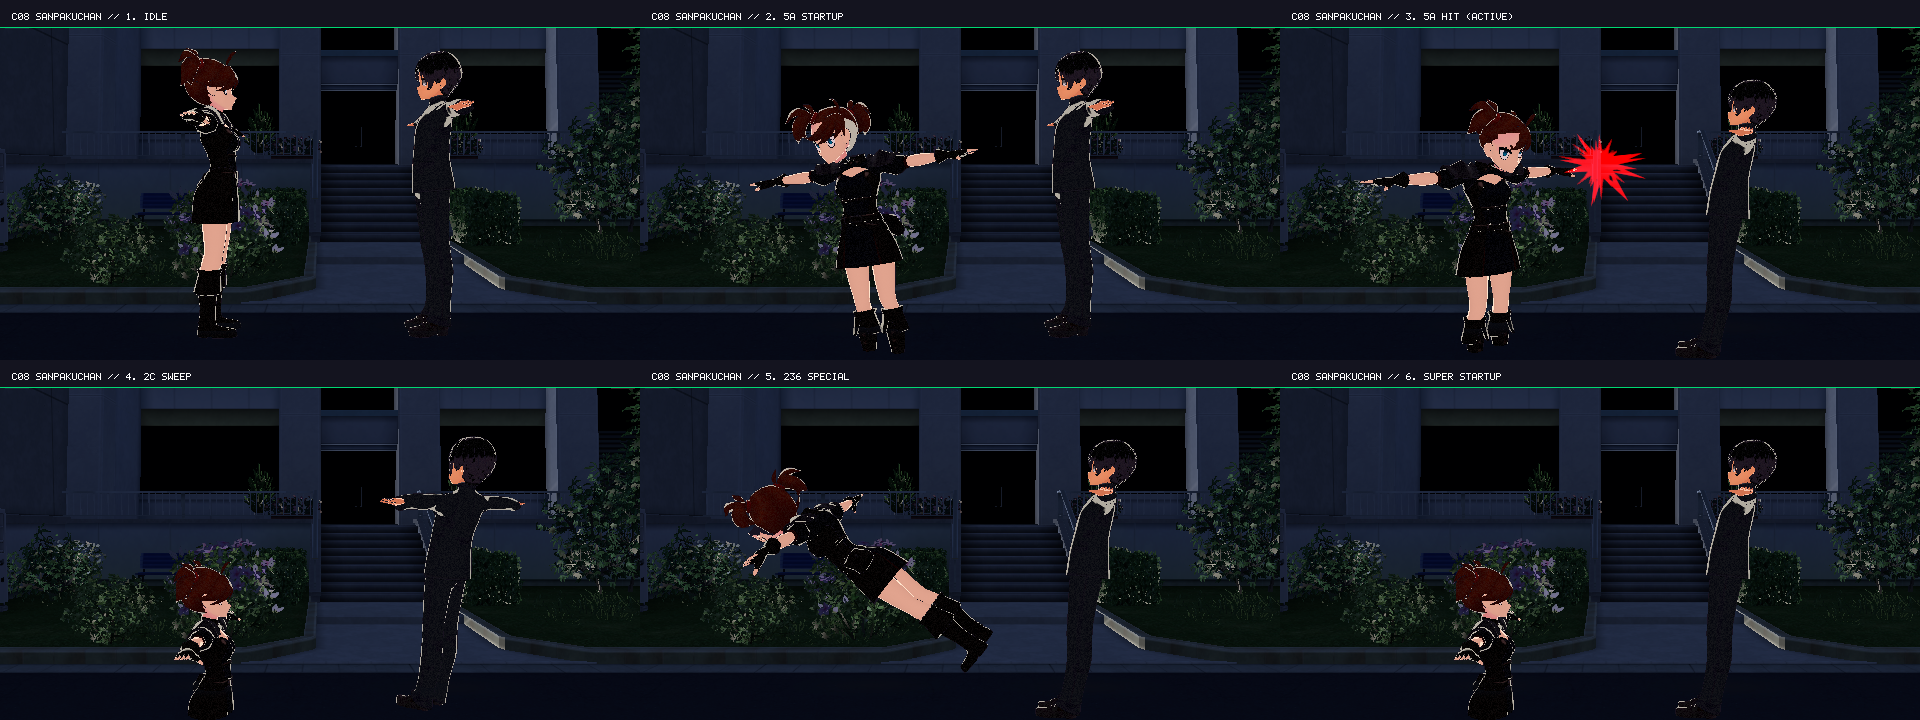 C08 SANPAKUCHAN // 1. IDLE
C08 SANPAKUCHAN // 2. 5A STARTUP
C08 SANPAKUCHAN // 3. 5A HIT (ACTIVE)
C08 SANPAKUCHAN // 4. 2C SWEEP
C08 SANPAKUCHAN // 5. 236 SPECIAL
C08 SANPAKUCHAN // 6. SUPER STARTUP